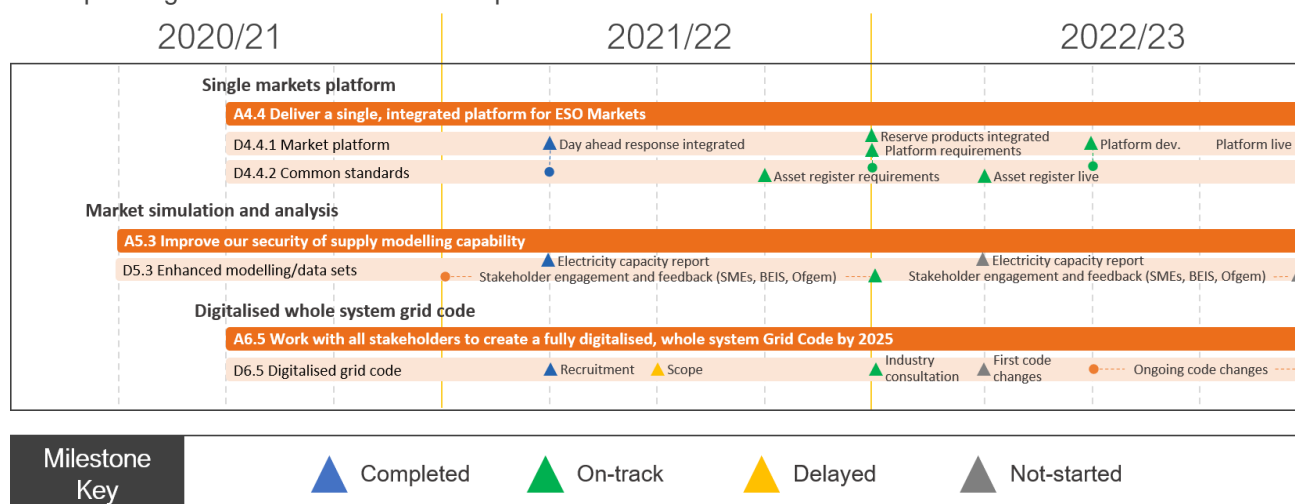 2020/21 2021/22 2022/23
Single markets platform
A4.4 Deliver a single, integrated platform for ESO Markets
D4.4.1 Market platform
Day ahead response integrated
Reserve products integrated
Platform requirements
Platform dev.
Platform live
D4.4.2 Common standards
Asset register requirements
Asset register live
Market simulation and analysis
A5.3 Improve our security of supply modelling capability
D5.3 Enhanced modelling/data sets
Electricity capacity report
Stakeholder engagement and feedback (SMEs, BEIS, Ofgem)
Electricity capacity report
Stakeholder engagement and feedback (SMEs, BEIS, Ofgem)
Digitalised whole system grid code
A6.5 Work with all stakeholders to create a fully digitalised, whole system Grid Code by 2025
D6.5 Digitalised grid code
Recruitment
Scope
Industry
consultation
First code
changes
Ongoing code changes
Milestone
Key
Completed
On-track
Delayed
Not-started